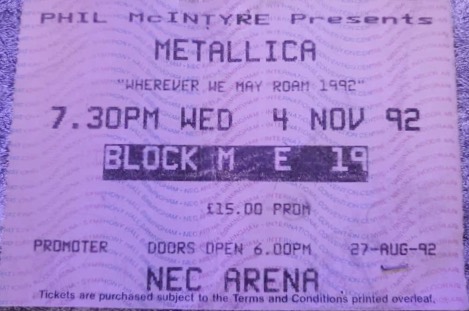 PHIL McINTYRE Presents
METALLICA
"WHEREVER WE MAY ROAM 1992"
7.30PM WED 4 NOV 92
BLOCK M E 19
£15.00 PROM
PROMOTER DOORS OPEN 6.00PM 27-AUG-92
NEC ARENA
Tickets are purchased subject to the Terms and Conditions printed overleaf.